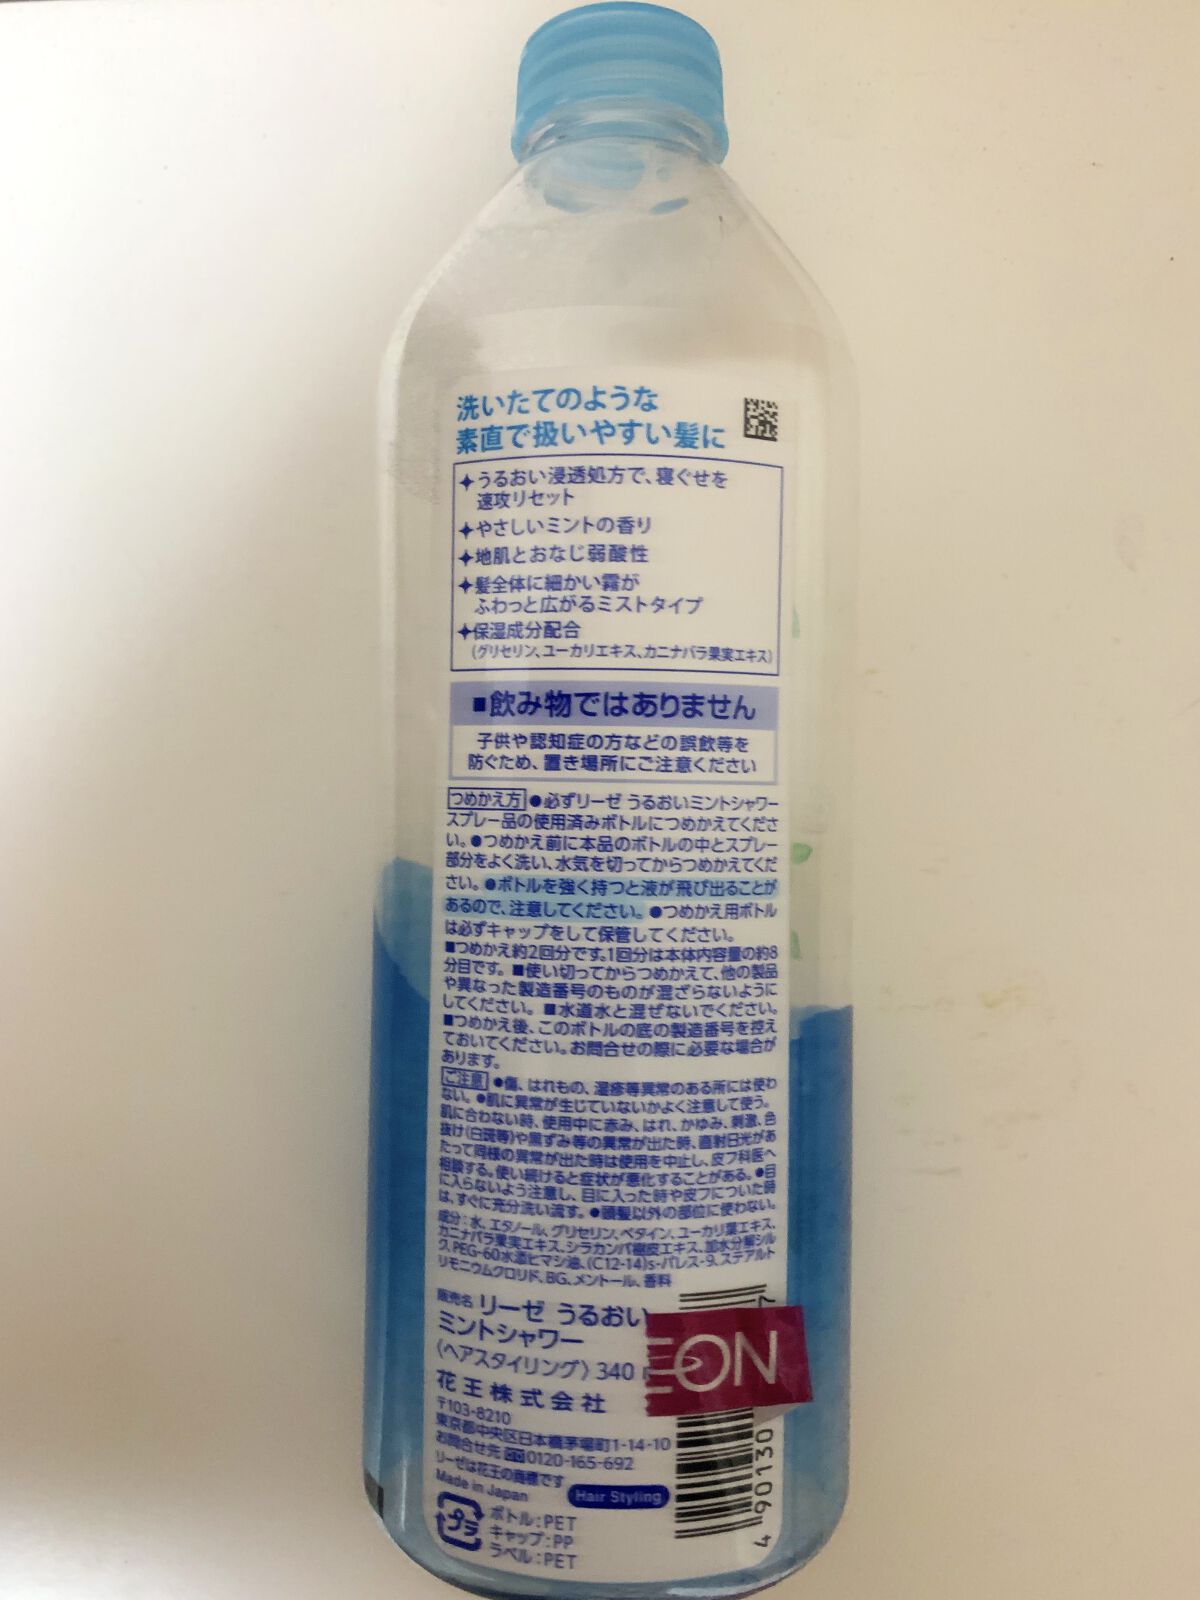 洗いたてのような
素直で扱いやすい髪に
✦うるおい浸透処方で、寝ぐせを
速攻リセット
✦やさしいミントの香り
✦地肌とおなじ弱酸性
✦髪全体に細かい霧が
ふわっと広がるミストタイプ
✦保湿成分配合
(グリセリン、ユーカリエキス、カニナバラ果実エキス)
■飲み物ではありません
子供や認知症の方などの誤飲等を
防ぐため、置き場所にご注意ください
つめかえ方 ●必ずリーゼ うるおいミントシャワー
スプレー品の使用済みボトルにつめかえてくださ
い。●つめかえ前に本品のボトルの中とスプレー
部分をよく洗い、水気を切ってからつめかえてくだ
さい。●ボトルを強く持つと液が飛び出ることが
あるので、注意してください。●つめかえ用ボトル
は必ずキャップをして保管してください。
■つめかえ約2回分です。1回分は本体内容量の約8
分目です。■使い切ってからつめかえて、他の製品
や異なった製造番号のものが混ざらないように
してください。■水道水と混ぜないでください。
■つめかえ後、このボトルの底の製造番号を控え
ておいてください。お問合せの際に必要な場合が
あります。
ご注意 ●傷、はれもの、湿疹等異常のある所には使わ
ない。●肌に異常が生じていないかよく注意して使う。
肌に合わない時、使用中に赤み、はれ、かゆみ、刺激、色
抜け(白斑等)や黒ずみ等の異常が出た時、直射日光があ
たって同様の異常が出た時は使用を中止し、皮フ科医へ
相談する。使い続けると症状が悪化することがある。●目
に入らないよう注意し、目に入った時や皮フについた時
は、すぐに充分洗い流す。●頭髪以外の部位に使わない。
成分:水、エタノール、グリセリン、ベタイン、ユーカリ葉エキス、
カニナバラ果実エキス、シラカンバ樹皮エキス、加水分解シル
ク、PEG-60水添ヒマシ油、(C12-14)s-パレス-9、ステアルト
リモニウムクロリド、BG、メントール、香料
販売名 リーゼ うるおい
ミントシャワー
(ヘアスタイリング) 340
花王株式会社
〒103-8210
東京都中央区日本橋茅場町1-14-10
お問合せ先 0120-165-692
リーゼは花王の商標です
Made in Japan
Hair Styling
プラ
ボトル:PET
キャップ:PP
ラベル:PET
EON
4 90130
7